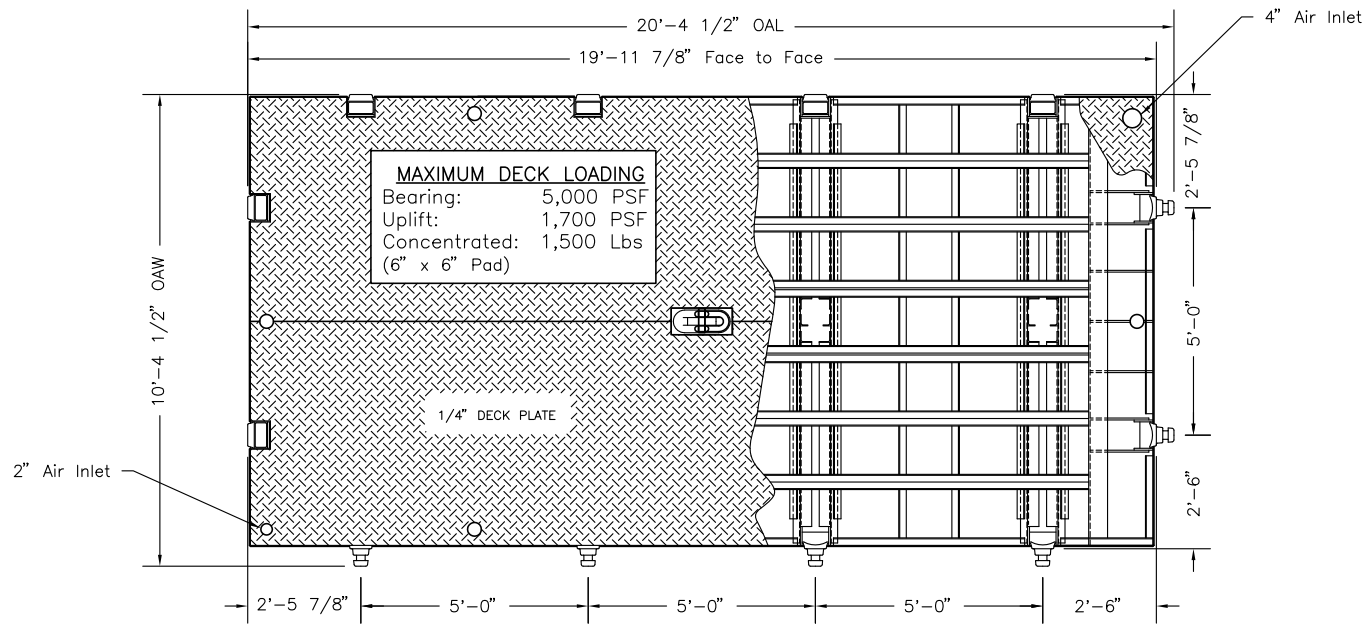 20’-4 1/2” OAL
4” Air Inlet
19’-11 7/8” Face to Face
2’-5 7/8”
MAXIMUM DECK LOADING
Bearing: 5,000 PSF
Uplift: 1,700 PSF
Concentrated: 1,500 Lbs
(6” x 6” Pad)
10’-4 1/2” OAW
5’-0”
1/4” DECK PLATE
2” Air Inlet
2’-6”
2’-5 7/8”
5’-0”
5’-0”
5’-0”
2’-6”